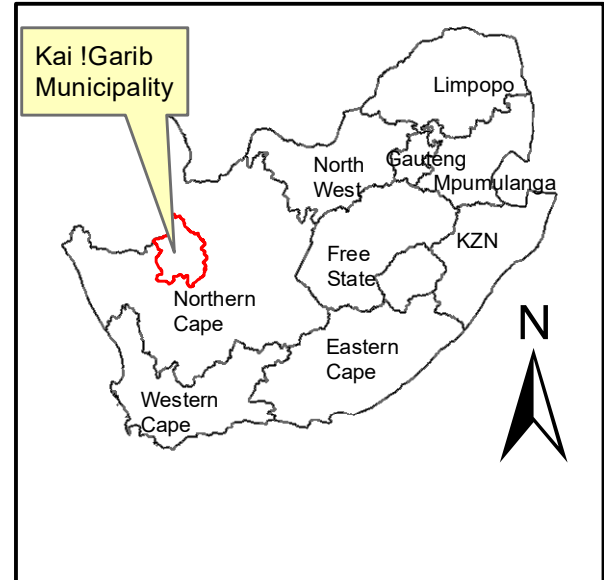 Kai !Garib
Municipality
Limpopo
Gauteng
North
West
Mpumulanga
KZN
Free
State
Northern
Cape
N
Eastern
Cape
Western
Cape